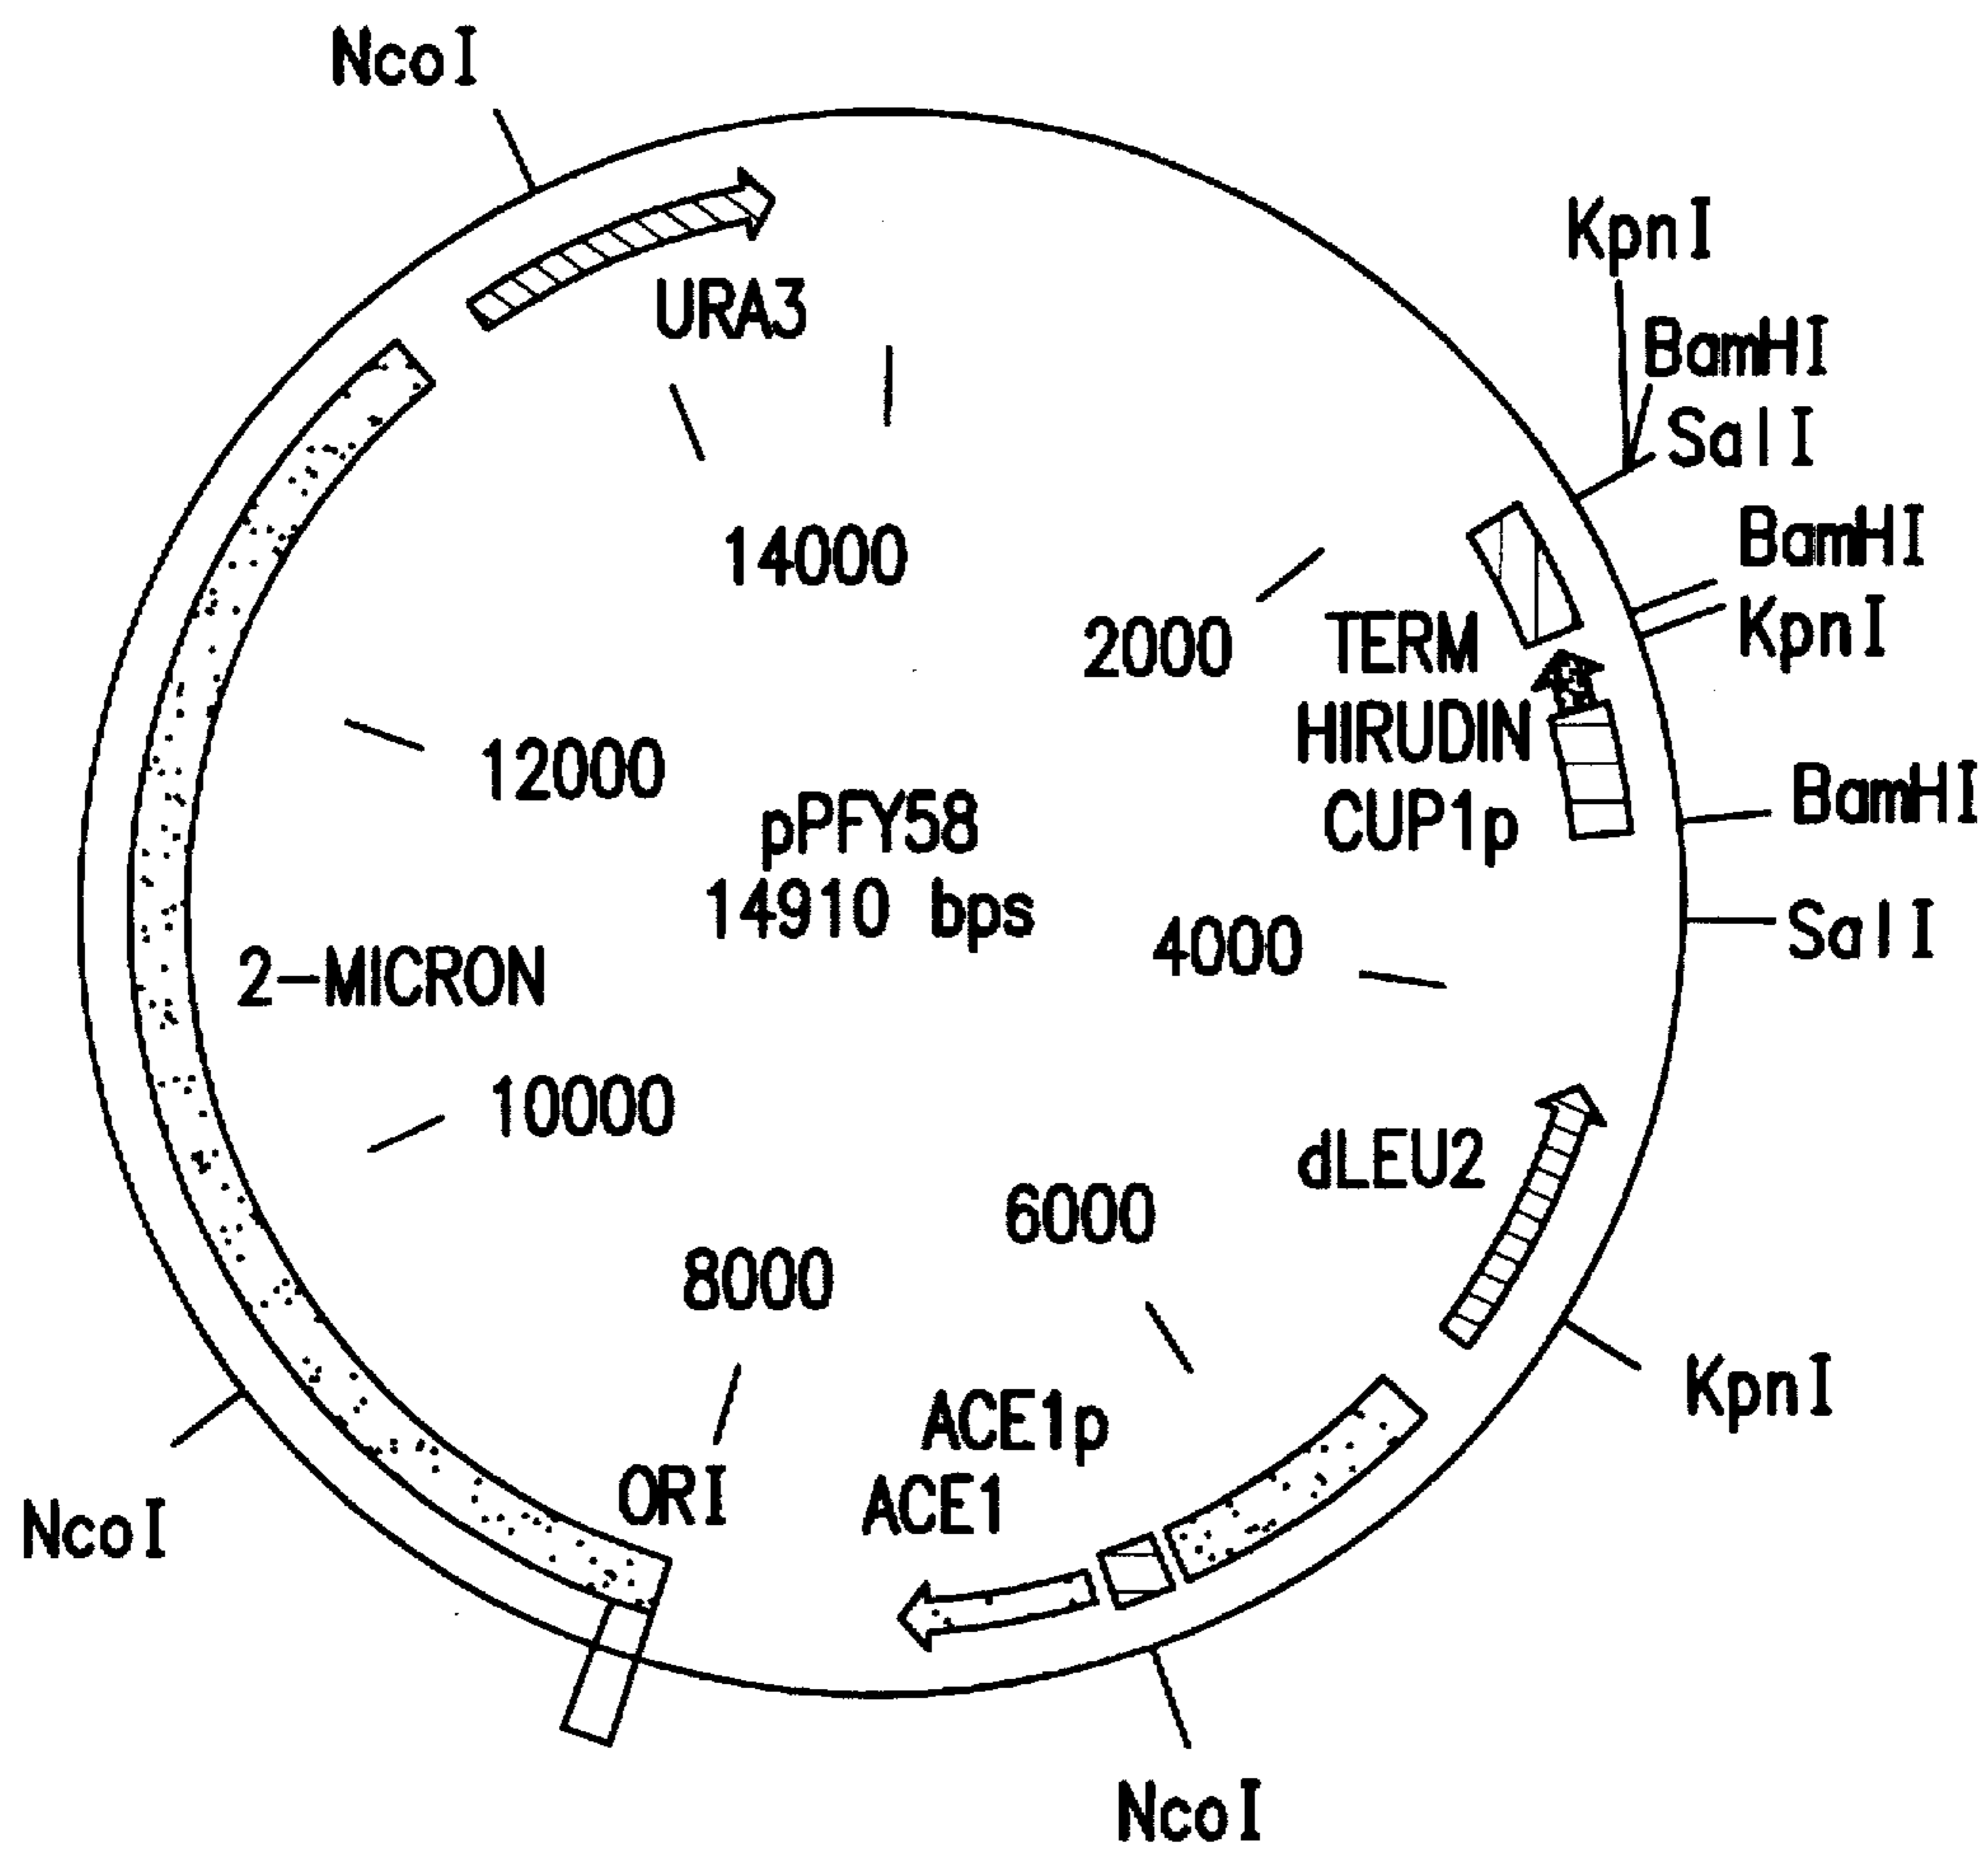 NcoI
KpnI
URA3
BamHI
SalI
14000
BamHI
2000
TERM
KpnI
12000
HIRUDIN
pPFY58
CUP1p
BamHI
14910 bps
4000
SalI
2-MICRON
10000
dLEU2
6000
8000
KpnI
ACE1p
ORI
ACE1
NcoI
NcoI